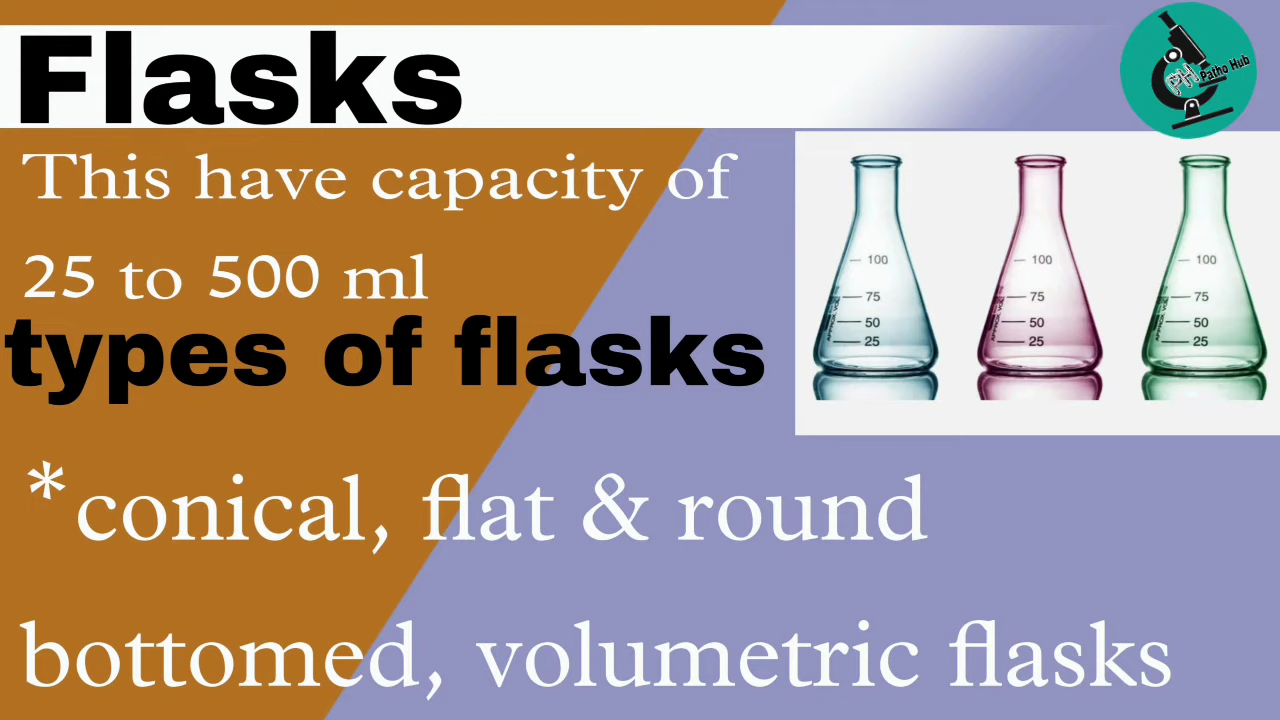 Flasks
PH Patho Hub
This have capacity of
25 to 500 ml
types of flasks
*conical, flat & round
bottomed, volumetric flasks
100
75
50
25
100
75
50
25
100
75
50
25